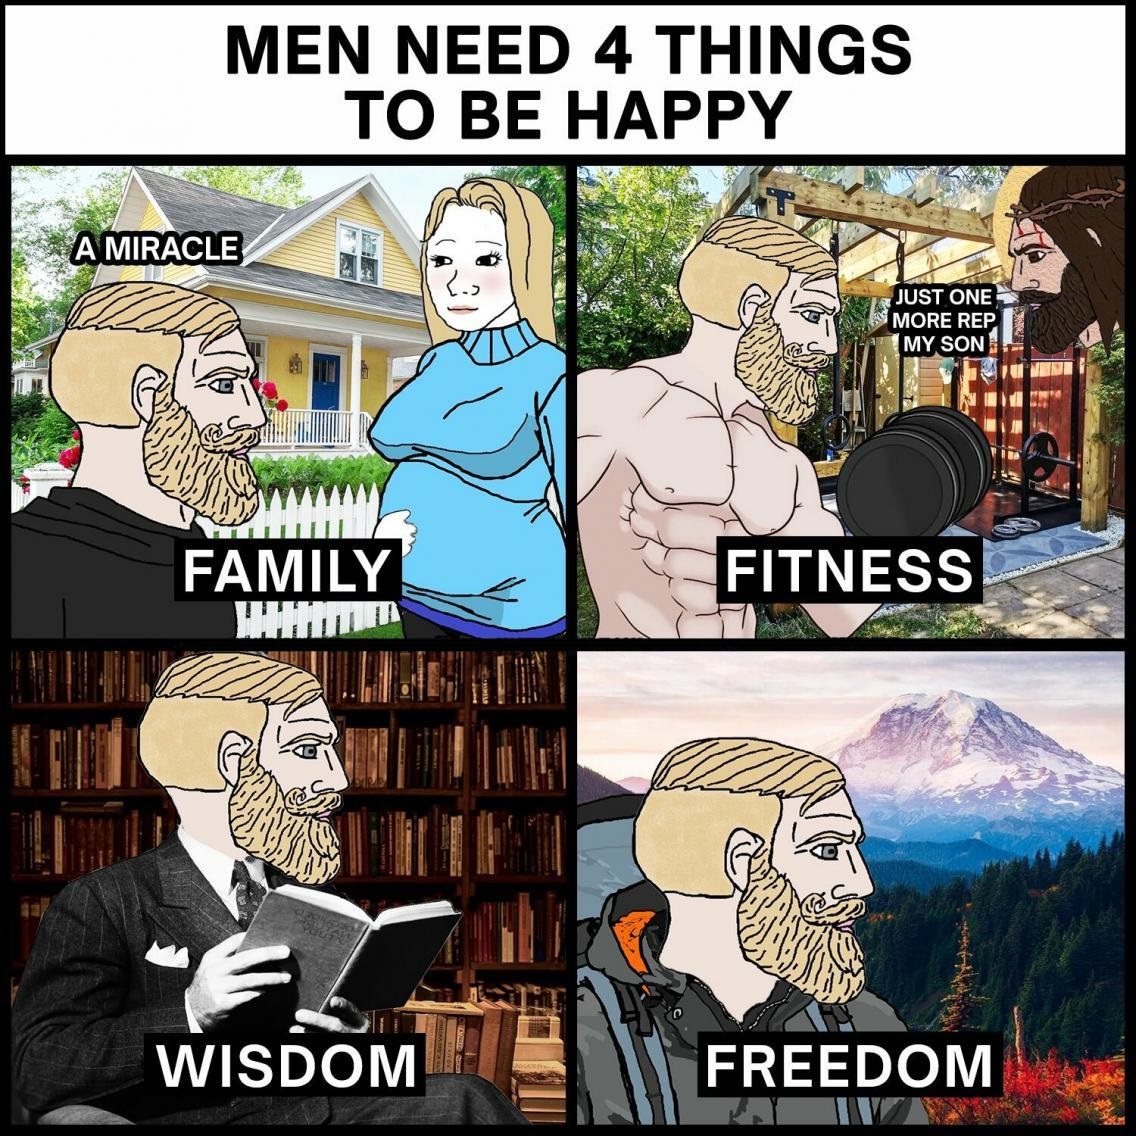 MEN NEED 4 THINGS
TO BE HAPPY
A MIRACLE
FAMILY
JUST ONE
MORE REP
MY SON
FITNESS
WISDOM
FREEDOM